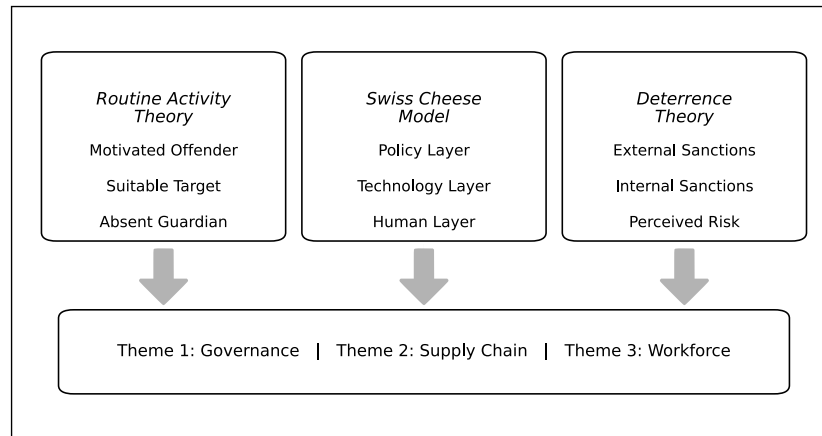 Routine Activity
Theory
Motivated Offender
Suitable Target
Absent Guardian
Swiss Cheese
Model
Policy Layer
Technology Layer
Human Layer
Deterrence
Theory
External Sanctions
Internal Sanctions
Perceived Risk
Theme 1: Governance | Theme 2: Supply Chain | Theme 3: Workforce